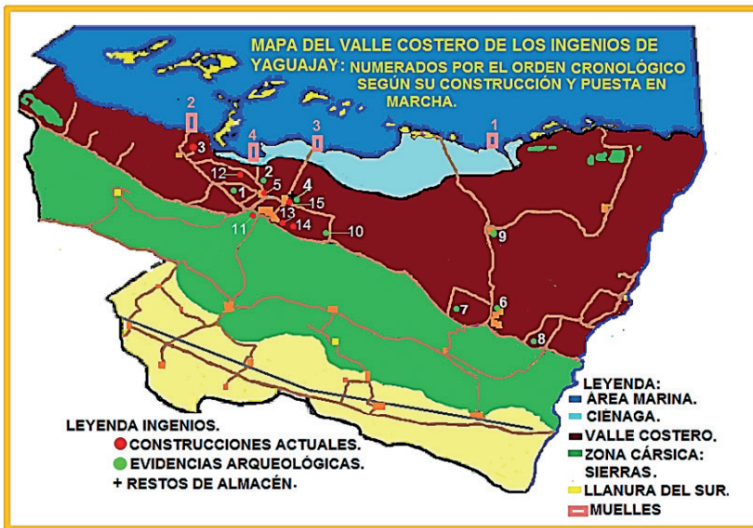 MAPA DEL VALLE COSTERO DE LOS INGENIOS DE
YAGUAJAY: NUMERADOS POR EL ORDEN CRONOLÓGICO
SEGÚN SU CONSTRUCCIÓN Y PUESTA EN
MARCHA.
2
4
3
1
3
12
2
5
4
1
15
13
14
11
10
9
7
6
8
LEYENDA INGENIOS.
CONSTRUCCIONES ACTUALES.
EVIDENCIAS ARQUEOLÓGICAS.
+ RESTOS DE ALMACÉN.
LEYENDA:
ÁREA MARINA.
CIÉNAGA.
VALLE COSTERO.
ZONA CÁRSICA:
SIERRAS.
LLANURA DEL SUR.
MUELLES